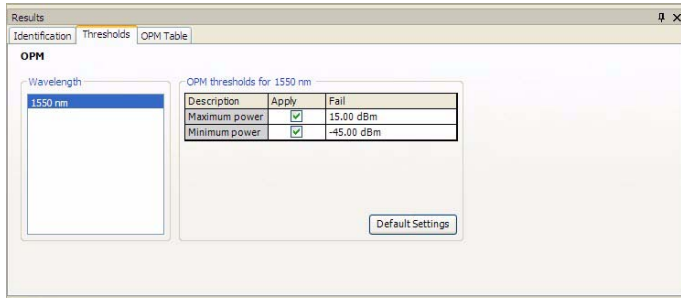 Results
Identification Thresholds OPM Table
OPM
Wavelength
1550 nm
OPM thresholds for 1550 nm
Description Apply Fail
Maximum power 15.00 dBm
Minimum power -45.00 dBm
Default Settings